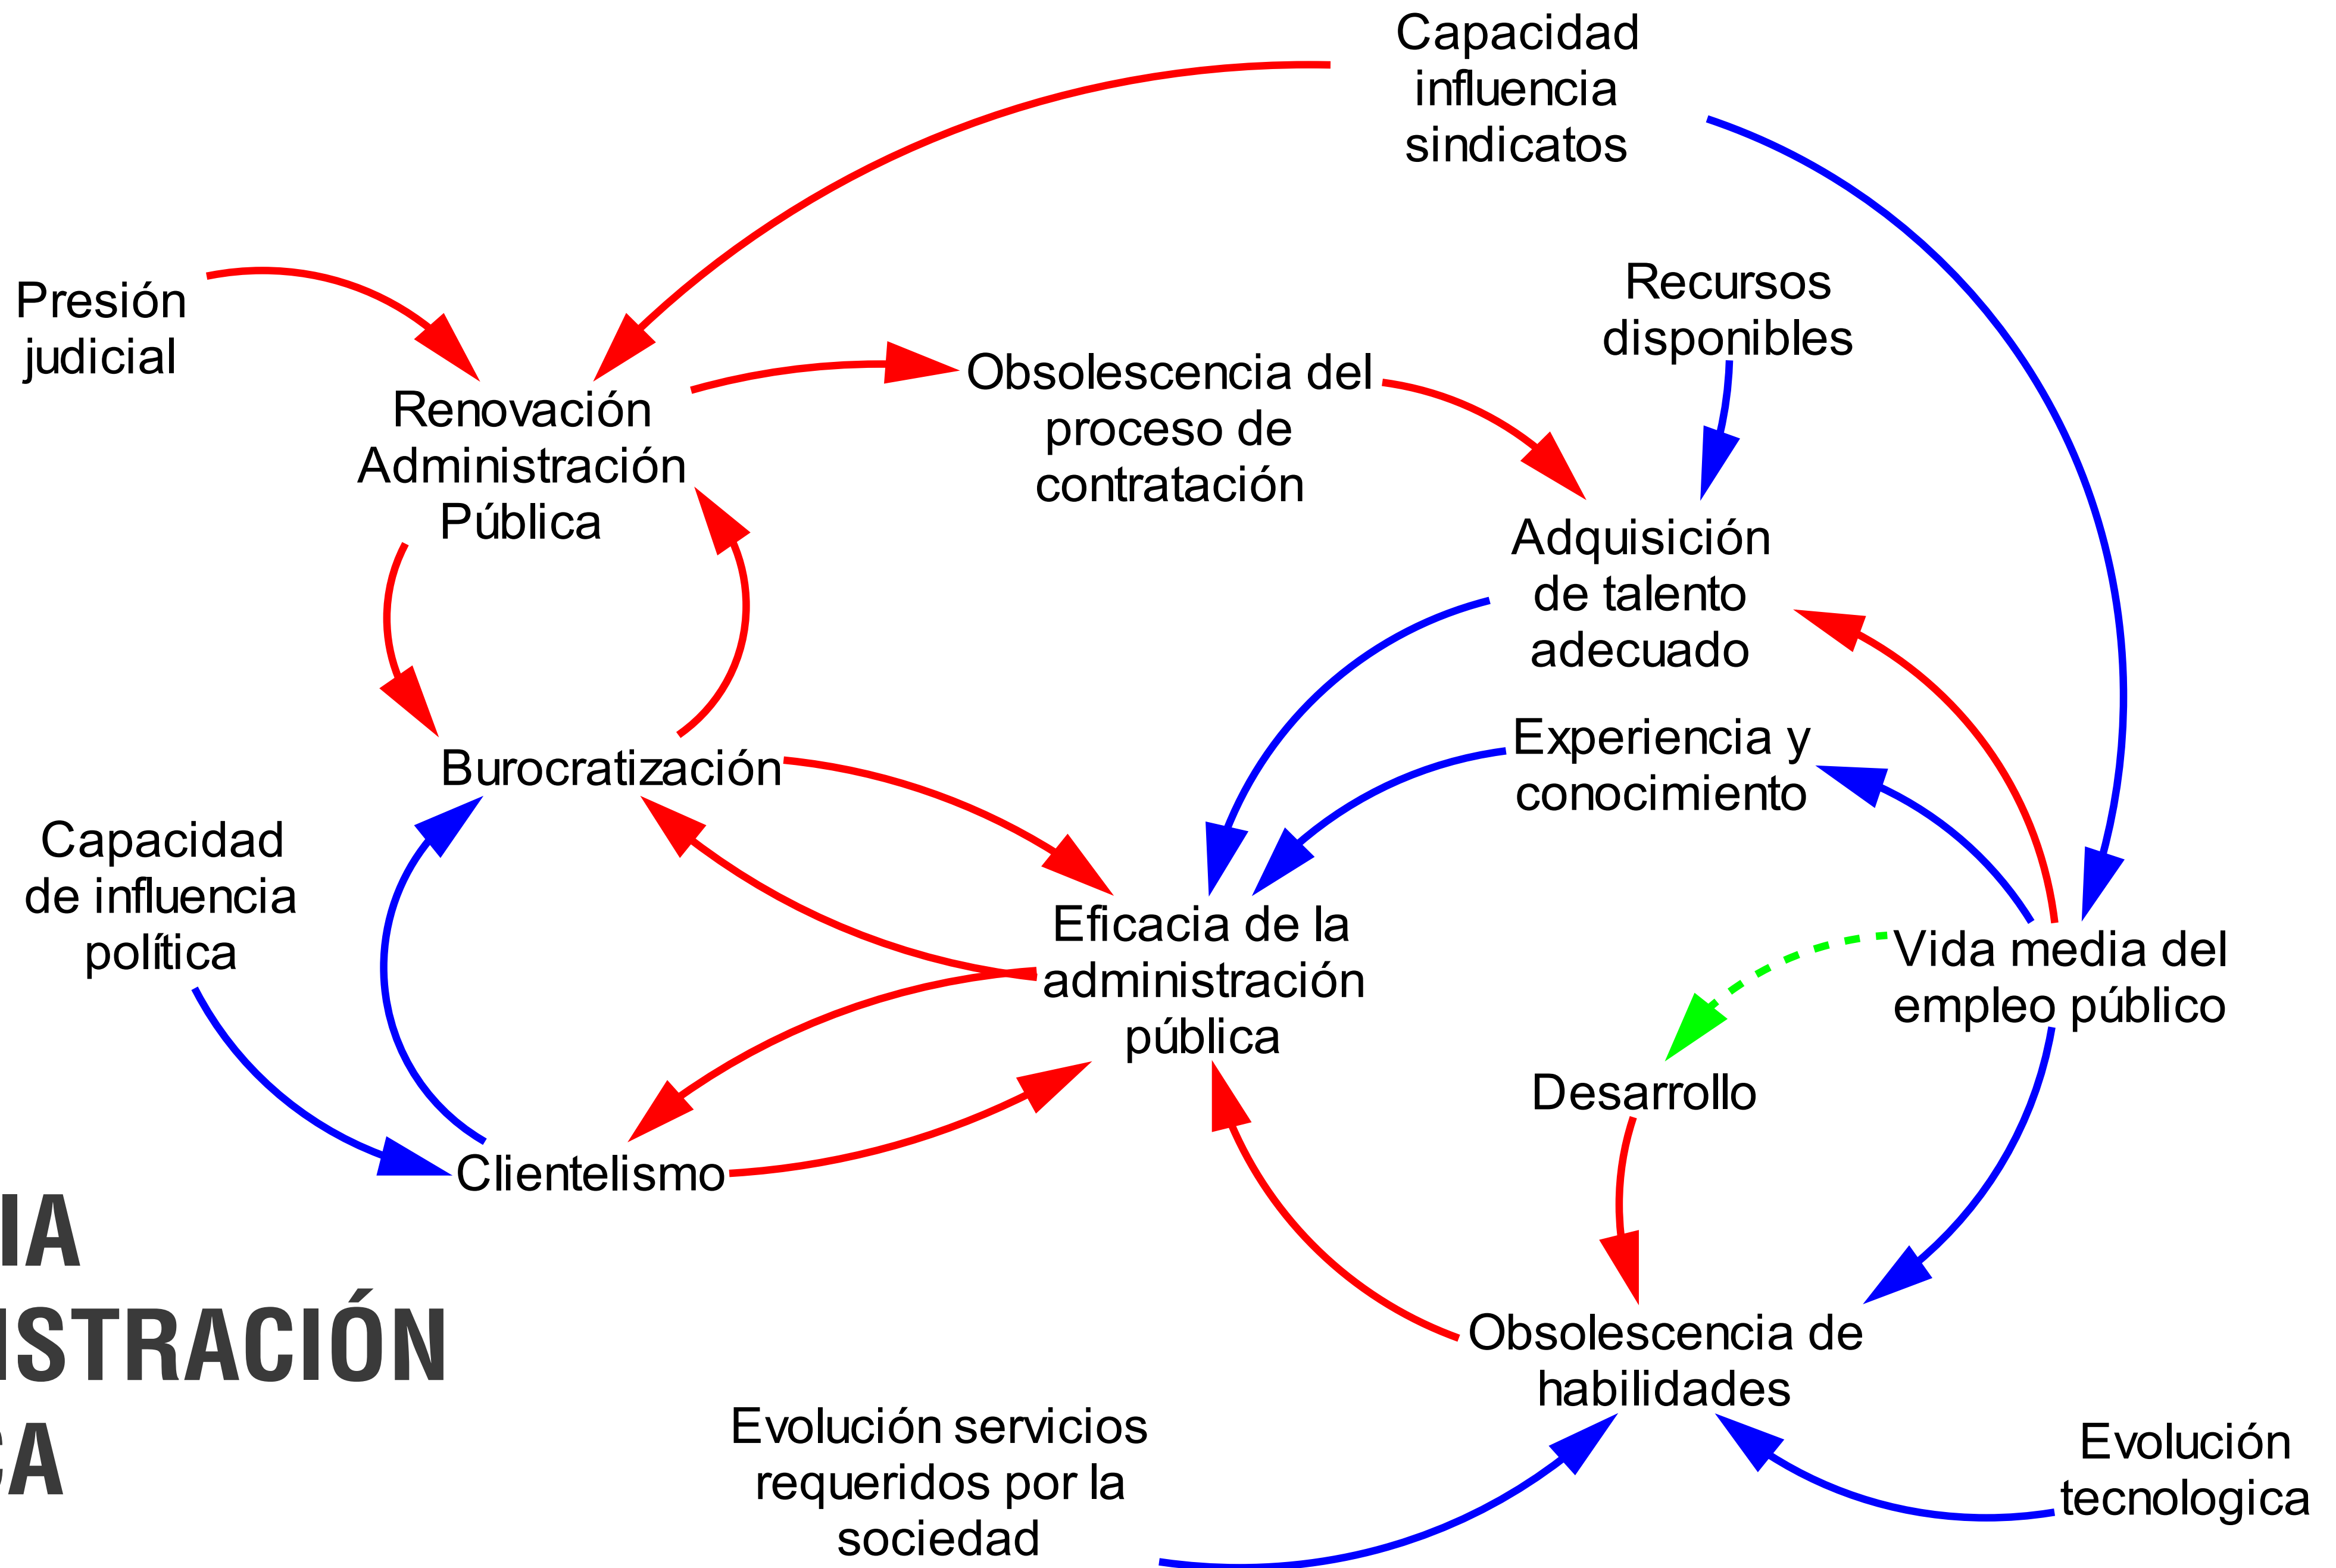 Capacidad
influencia
sindicatos
Presión
judicial
Recursos
disponibles
Renovación
Administración
Pública
Obsolescencia del
proceso de
contratación
Adquisición
de talento
adecuado
Experiencia y
conocimiento
Burocratización
Capacidad
de influencia
política
Eficacia de la
administración
pública
Vida media del
empleo público
Desarrollo
Clientelismo
IA
ISTRACIÓN
CA
Obsolescencia de
habilidades
Evolución servicios
requeridos por la
sociedad
Evolución
tecnologica